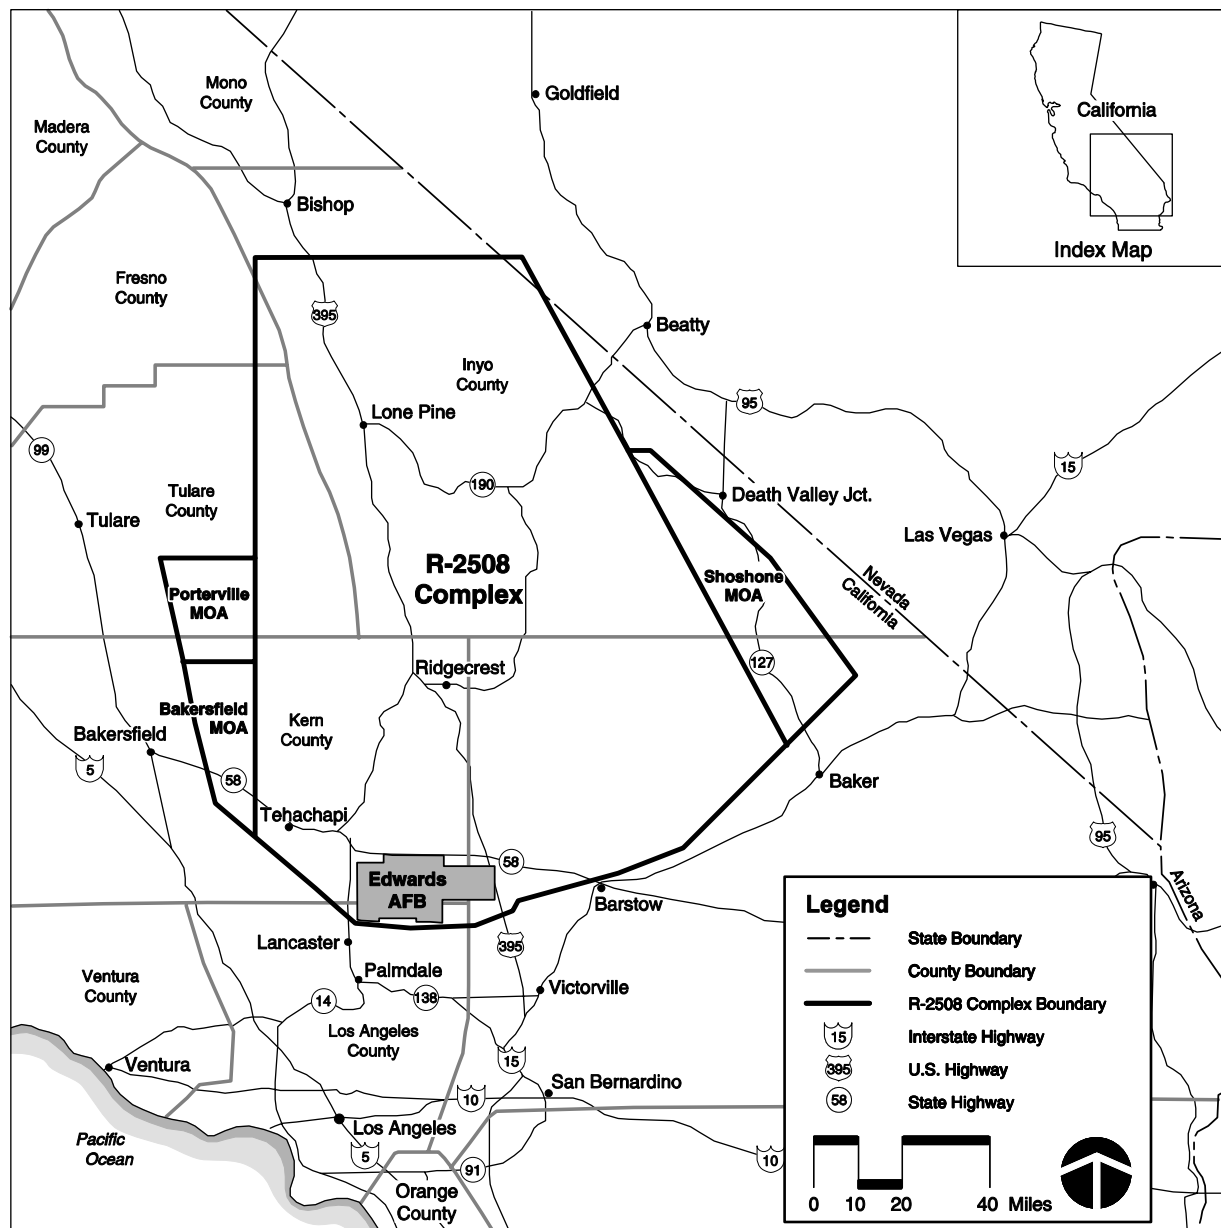 Mono
County
Goldfield
Madera
County
California
Bishop
Index Map
Fresno
County
395
Beatty
Inyo
County
95
Lone Pine
99
15
190
Tulare
County
Death Valley Jct.
Tulare
Las Vegas
R-2508
Complex
Nevada
California
Shoshone
MOA
Porterville
MOA
127
Ridgecrest
Bakersfield
MOA
Kern
County
Bakersfield
5
58
Baker
Tehachapi
95
58
Edwards
AFB
Barstow
Arizona
Lancaster
395
Palmdale
Ventura
County
14
138
Victorville
Los Angeles
County
15
Ventura
San Bernardino
10
Los Angeles
Pacific
Ocean
5
91
10
Orange
County
Legend
State Boundary
County Boundary
R-2508 Complex Boundary
15 Interstate Highway
395 U.S. Highway
58 State Highway
0 10 20 40 Miles